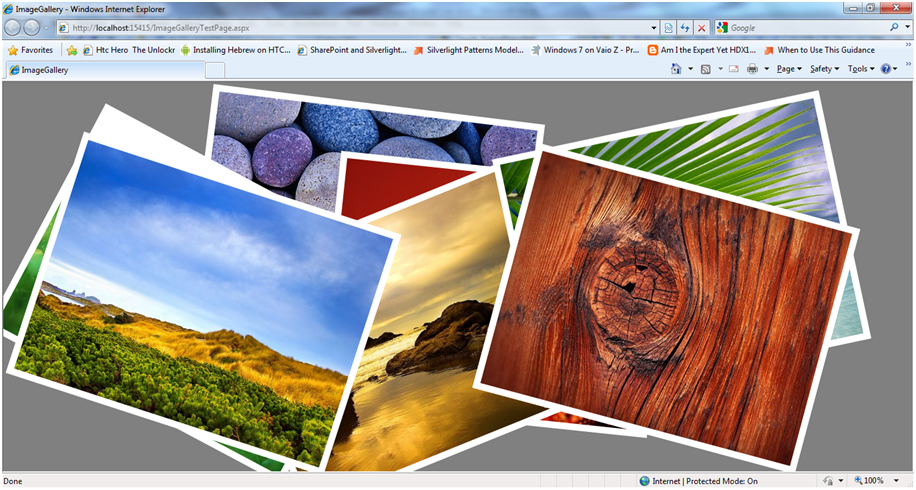 ImageGallery - Windows Internet Explorer
http://localhost:15415/ImageGalleryTestPage.aspx
Google
Favorites
Htc Hero The Unlockr
Installing Hebrew on HTC...
SharePoint and Silverlight...
Silverlight Patterns Model...
Windows 7 on Vaio Z - Pr...
Am I the Expert Yet HDX1...
When to Use This Guidance
ImageGallery
Page
Safety
Tools
Done
Internet | Protected Mode: On
100%